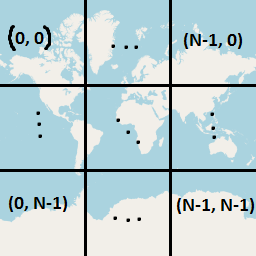 (0, 0) ... (N-1, 0)
(0, N-1) ... (N-1, N-1)